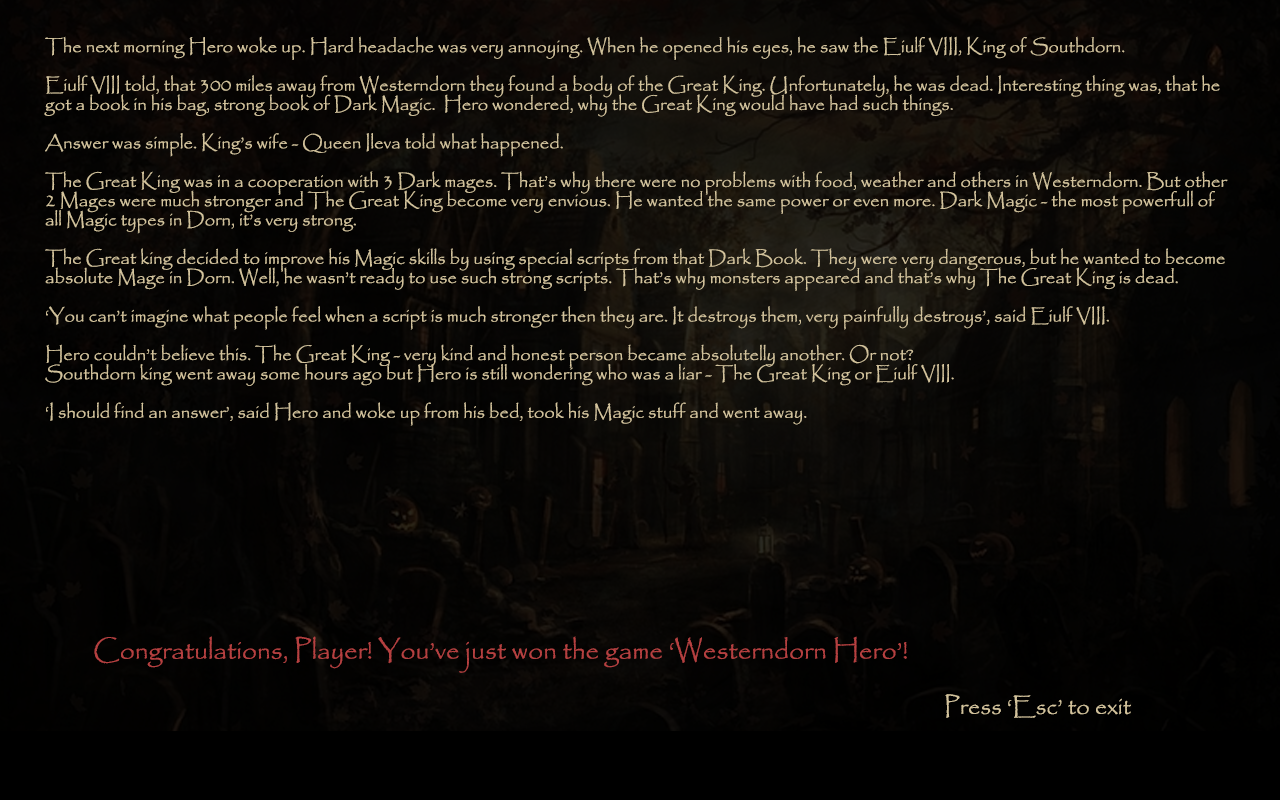 The next morning Hero woke up. Hard headache was very annoying. When he opened his eyes, he saw the Eiulf VIII, King of Southdorn.
Eiulf VIII told, that 300 miles away from Westerndorn they found a body of the Great King. Unfortunately, he was dead. Interesting thing was, that he
got a book in his bag, strong book of Dark Magic.  Hero wondered, why the Great King would have had such things.
Answer was simple. King's wife - Queen Ileva told what happened.
The Great King was in a cooperation with 3 Dark mages. That's why there were no problems with food, weather and others in Westerndorn. But other
2 Mages were much stronger and The Great King become very envious. He wanted the same power or even more. Dark Magic - the most powerfull of
all Magic types in Dorn, it's very strong.
The Great king decided to improve his Magic skills by using special scripts from that Dark Book. They were very dangerous, but he wanted to become
absolute Mage in Dorn. Well, he wasn't ready to use such strong scripts. That's why monsters appeared and that's why The Great King is dead.
‘You can't imagine what people feel when a script is much stronger then they are. It destroys them, very painfully destroys’, said Eiulf VIII.
Hero couldn't believe this. The Great King - very kind and honest person became absolutelly another. Or not?
Southdorn king went away some hours ago but Hero is still wondering who was a liar - The Great King or Eiulf VIII.
‘I should find an answer’, said Hero and woke up from his bed, took his Magic stuff and went away.
Congratulations, Player! You've just won the game ‘Westerndorn Hero’!
Press ‘Esc’ to exit